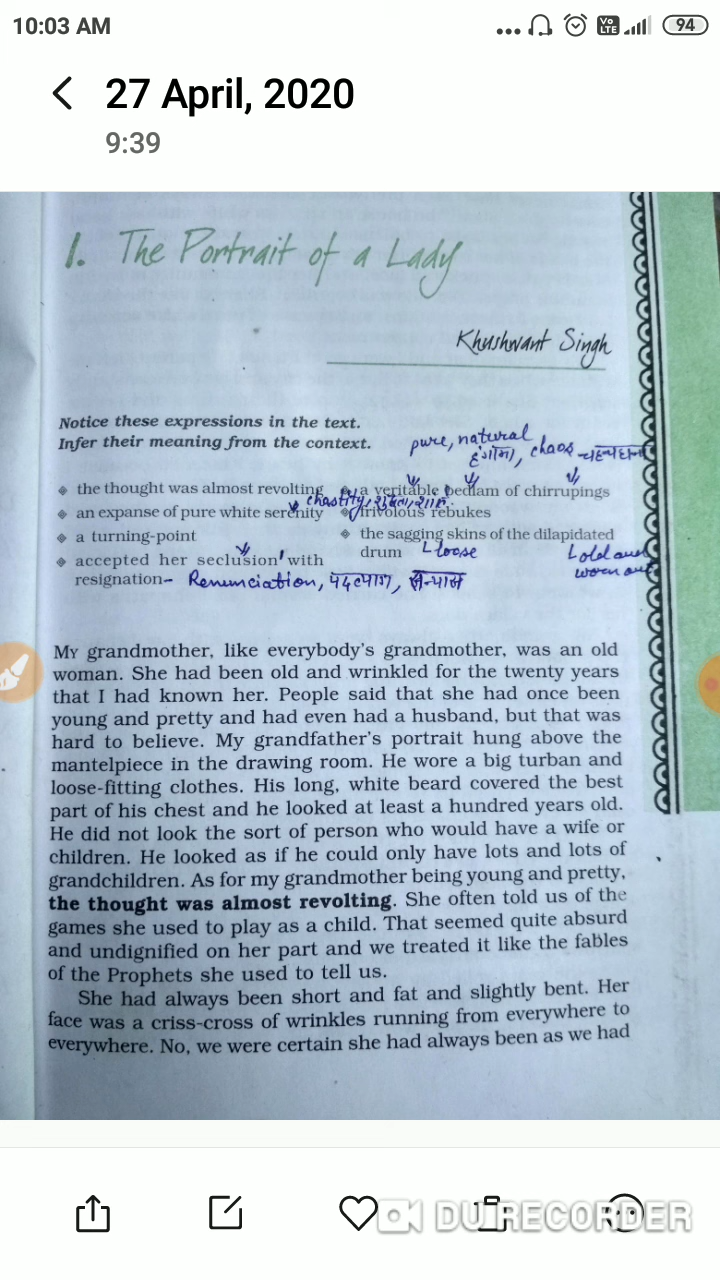 10:03 AM
Vo LTE
94
27 April, 2020
9:39
1. The Portrait of a Lady
Khushwant Singh
Notice these expressions in the text.
Infer their meaning from the context.
pure, natural
हंगामा, chaos चहचहाना
the thought was almost revolting
a veritable bedlam of chirrupings
chastity,
an expanse of pure white serenity
frivolous rebukes
a turning-point
the sagging skins of the dilapidated
drum
loose
old and
worn out
accepted her seclusion with
resignation– Renunciation, पदत्याग, सन्यास
My grandmother, like everybody's grandmother, was an old
woman. She had been old and wrinkled for the twenty years
that I had known her. People said that she had once been
young and pretty and had even had a husband, but that was
hard to believe. My grandfather's portrait hung above the
mantelpiece in the drawing room. He wore a big turban and
loose-fitting clothes. His long, white beard covered the best
part of his chest and he looked at least a hundred years old.
He did not look the sort of person who would have a wife or
children. He looked as if he could only have lots and lots of
grandchildren. As for my grandmother being young and pretty,
the thought was almost revolting. She often told us of the
games she used to play as a child. That seemed quite absurd
and undignified on her part and we treated it like the fables
of the Prophets she used to tell us.
She had always been short and fat and slightly bent. Her
face was a criss-cross of wrinkles running from everywhere to
everywhere. No, we were certain she had always been as we had
DU RECORDER